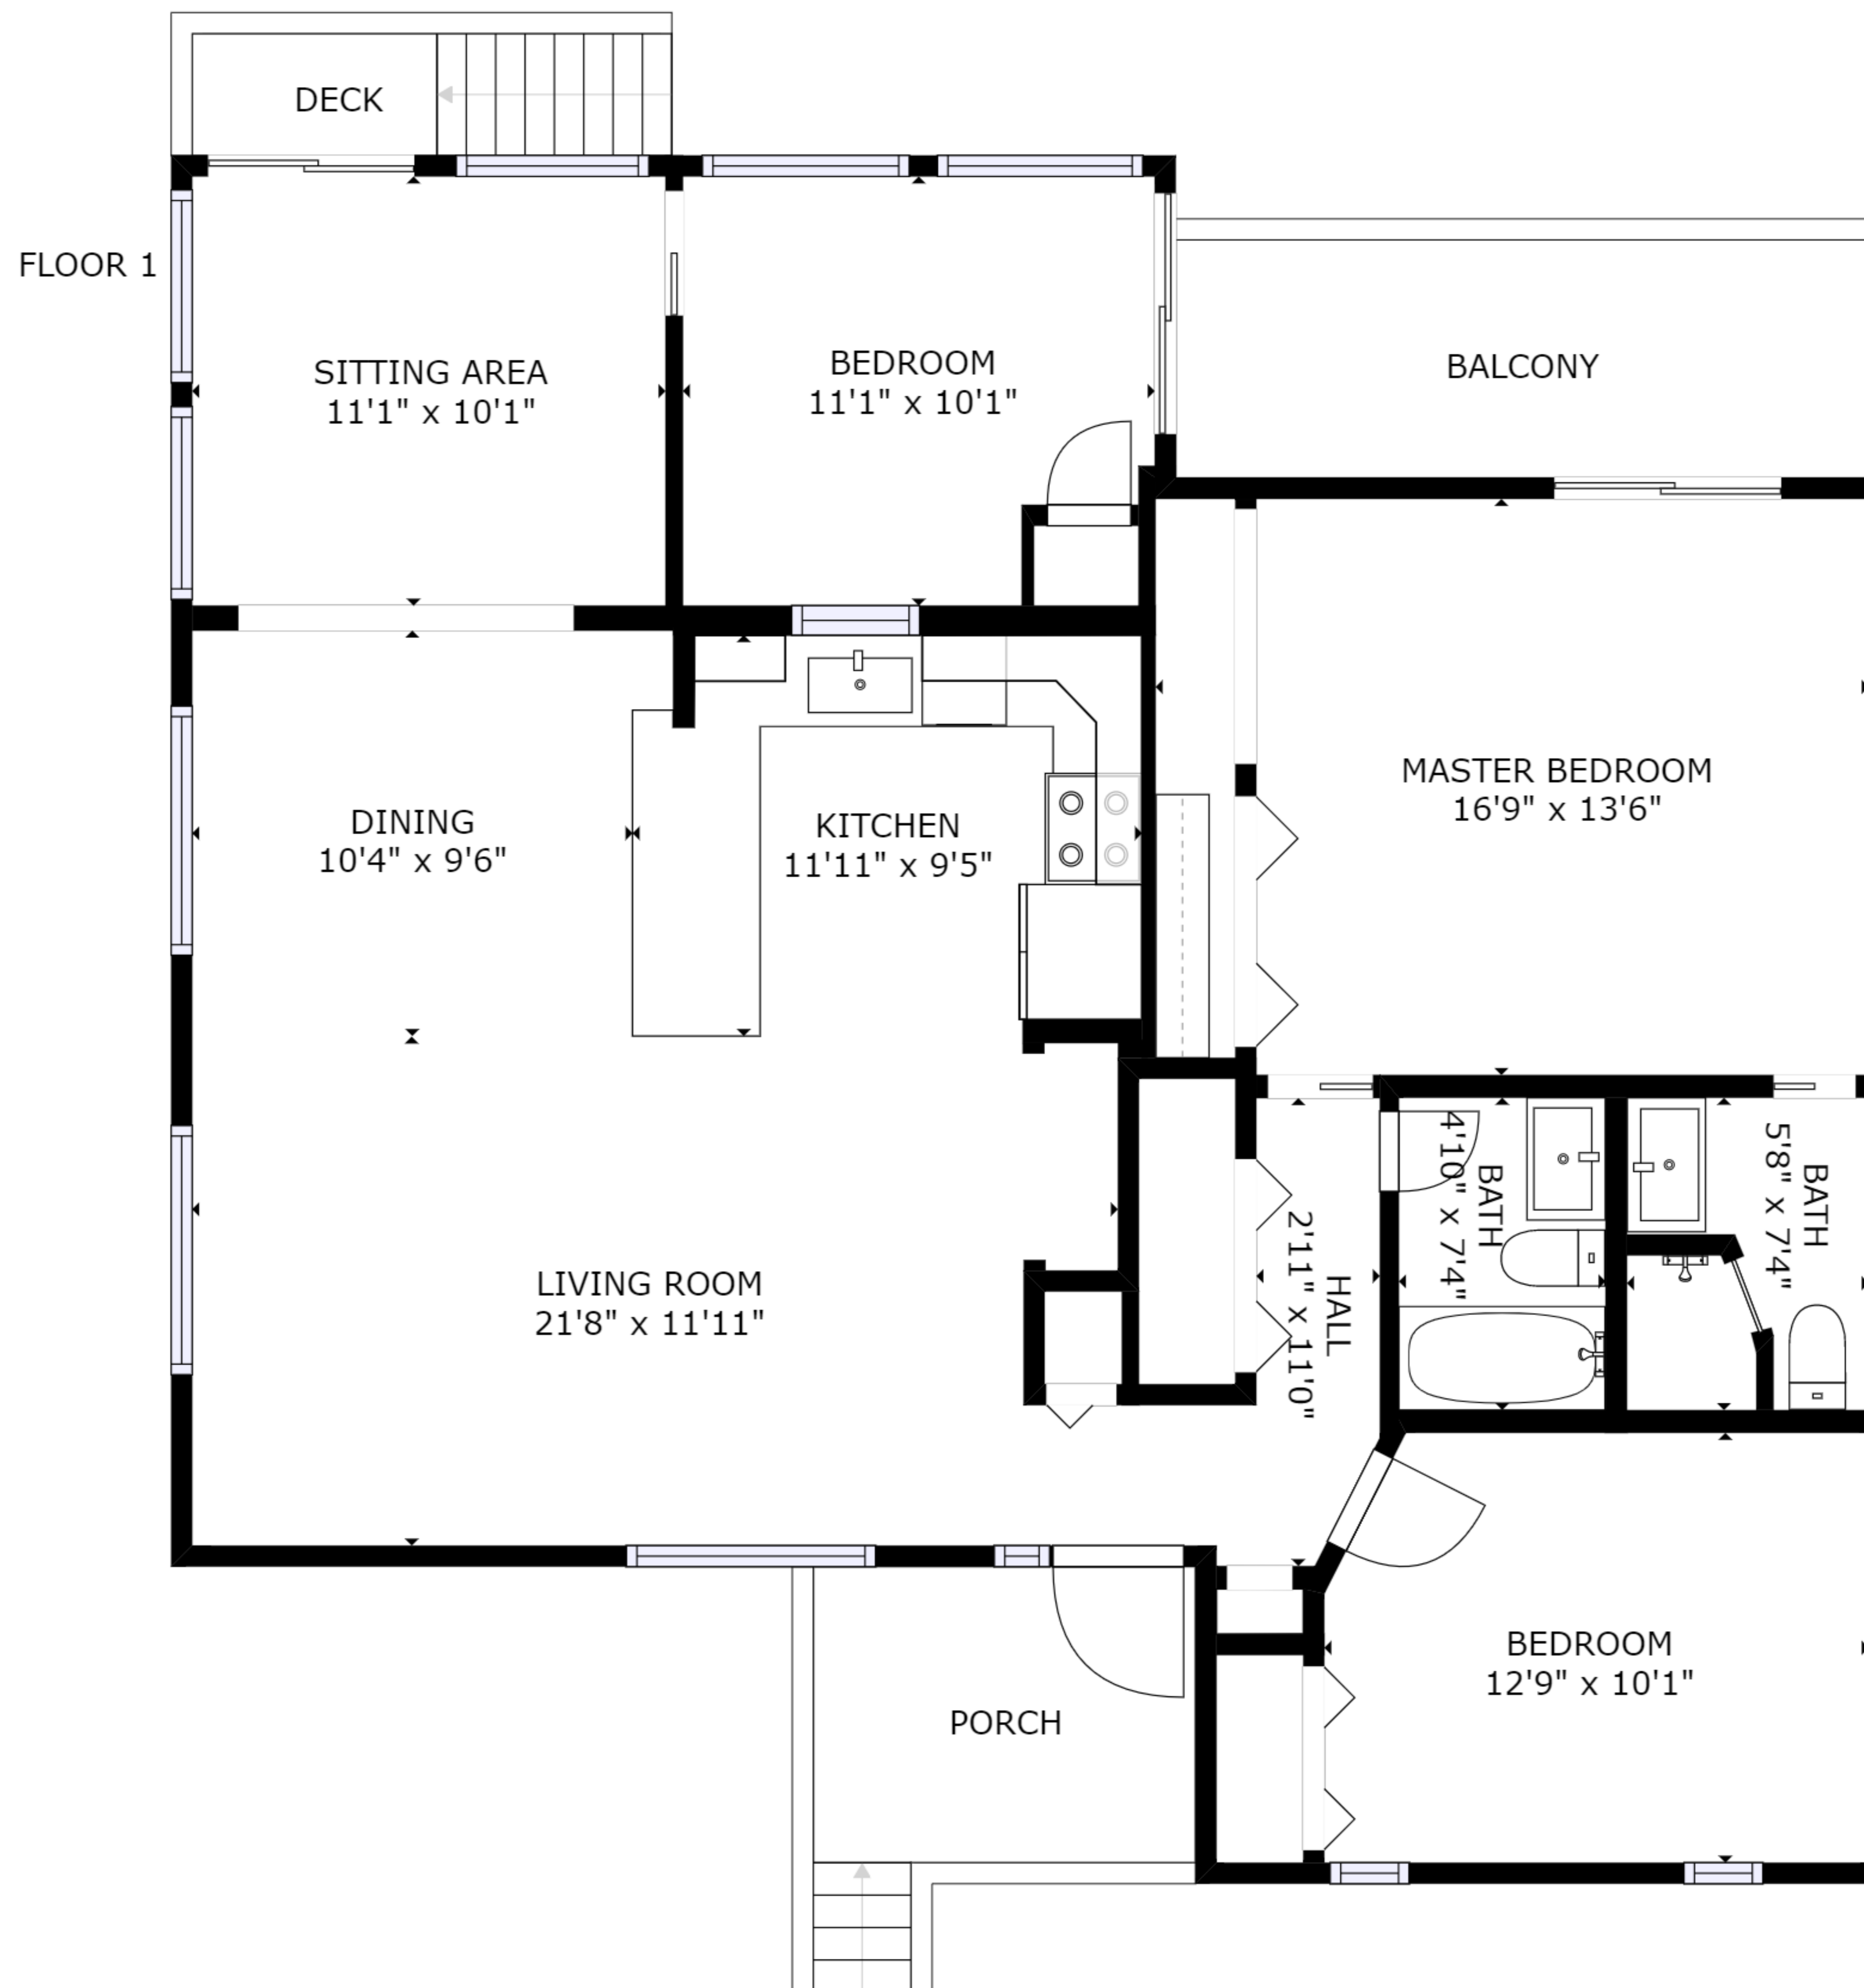 DECK
FLOOR 1
SITTING AREA
11'1" x 10'1"
BEDROOM
11'1" x 10'1"
BALCONY
DINING
10'4" x 9'6"
KITCHEN
11'11" x 9'5"
MASTER BEDROOM
16'9" x 13'6"
LIVING ROOM
21'8" x 11'11"
HALL
2'11" x 11'0"
BATH
4'10" x 7'4"
BATH
5'8" x 7'4"
BEDROOM
12'9" x 10'1"
PORCH